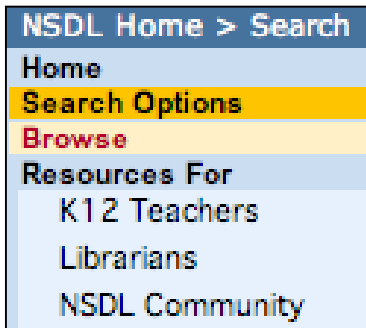 NSDL Home > Search
Home
Search Options
Browse
Resources For
K12 Teachers
Librarians
NSDL Community